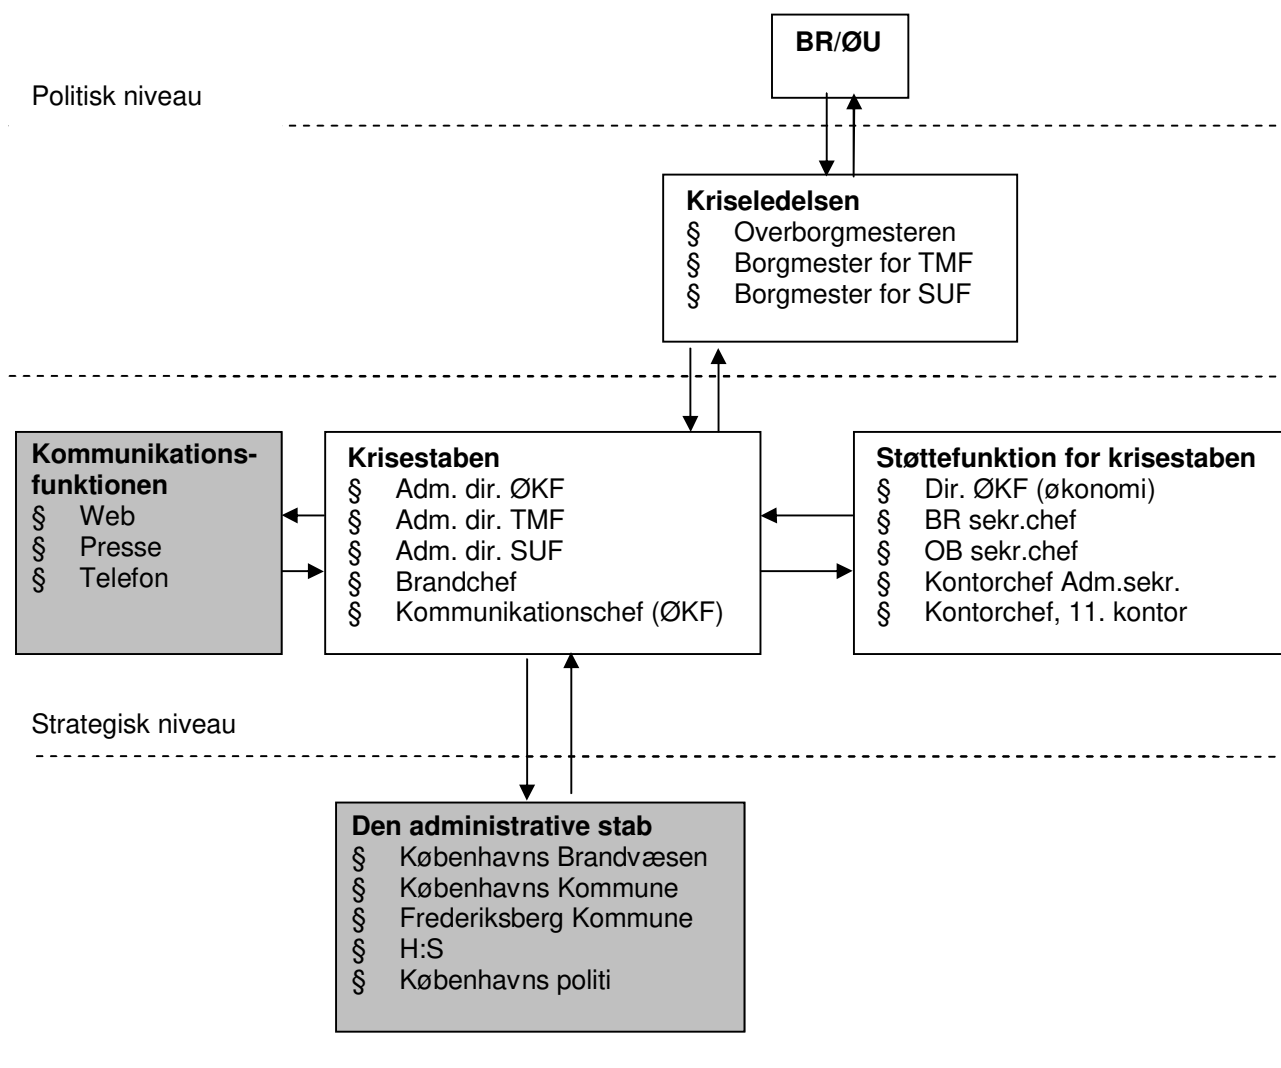 BR/ØU
Politisk niveau
Kriseledelsen
§ Overborgmesteren
§ Borgmester for TMF
§ Borgmester for SUF
Kommunikations-
funktionen
§ Web
§ Presse
§ Telefon
Krisestaben
§ Adm. dir. ØKF
§ Adm. dir. TMF
§ Adm. dir. SUF
§ Brandchef
§ Kommunikationschef (ØKF)
Støttefunktion for krisestaben
§ Dir. ØKF (økonomi)
§ BR sekr.chef
§ OB sekr.chef
§ Kontorchef Adm.sekr.
§ Kontorchef, 11. kontor
Strategisk niveau
Den administrative stab
§ Københavns Brandvæsen
§ Københavns Kommune
§ Frederiksberg Kommune
§ H:S
§ Københavns politi